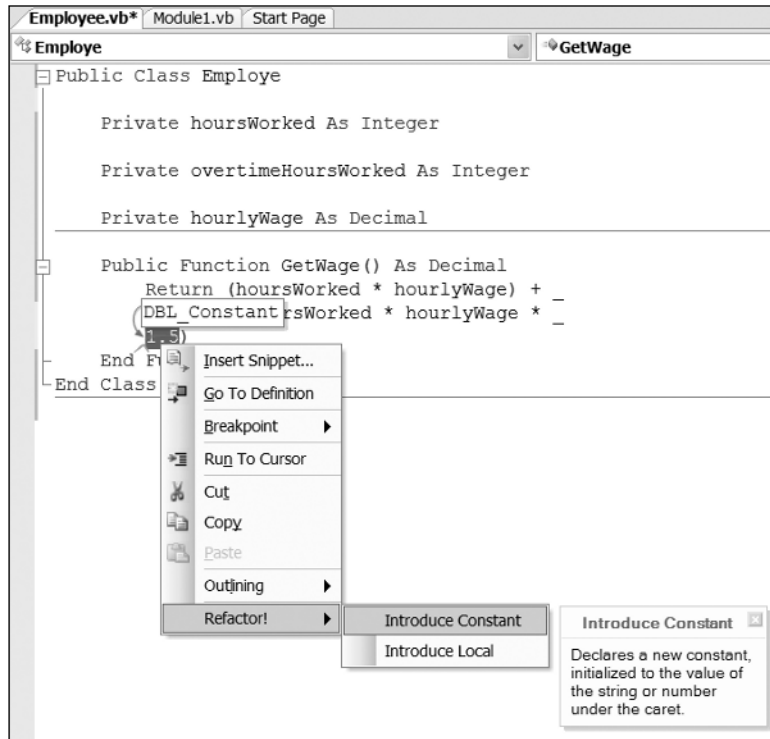 Employee.vb* Module1.vb Start Page
Employe GetWage
Public Class Employe
Private hoursWorked As Integer
Private overtimeHoursWorked As Integer
Private hourlyWage As Decimal
Public Function GetWage() As Decimal
Return (hoursWorked * hourlyWage) + _
DBL_Constant rsWorked * hourlyWage * _
1.5)
End Fu
End Class
Insert Snippet...
Go To Definition
Breakpoint
Run To Cursor
Cut
Copy
Paste
Outlining
Refactor!
Introduce Constant
Introduce Local
Introduce Constant
Declares a new constant,
initialized to the value of
the string or number
under the caret.